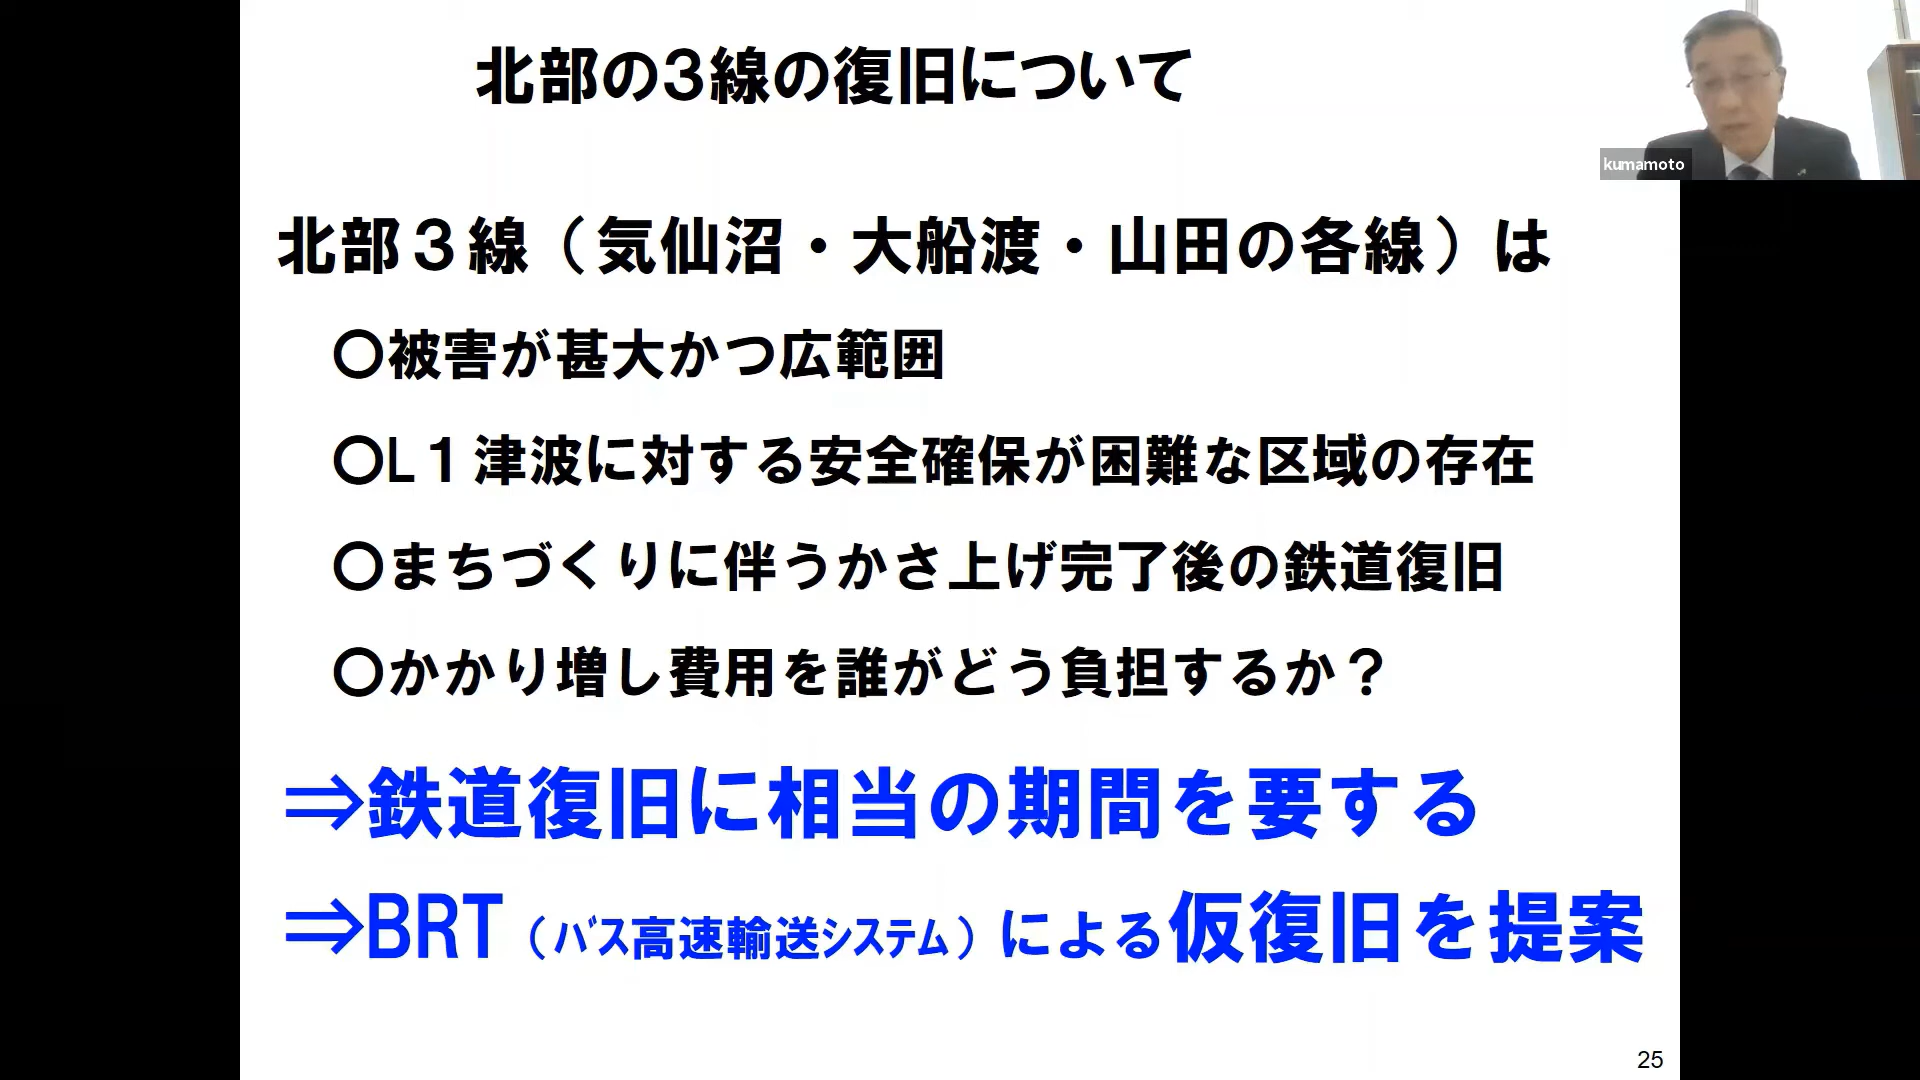 北部の３線の復旧について
kumamoto
北部３線（気仙沼・大船渡・山田の各線）は
〇被害が甚大かつ広範囲
〇L１津波に対する安全確保が困難な区域の存在
〇まちづくりに伴うかさ上げ完了後の鉄道復旧
〇かかり増し費用を誰がどう負担するか？
⇒鉄道復旧に相当の期間を要する
⇒BRT（ﾊﾞｽ高速輸送ｼｽﾃﾑ）による仮復旧を提案
25